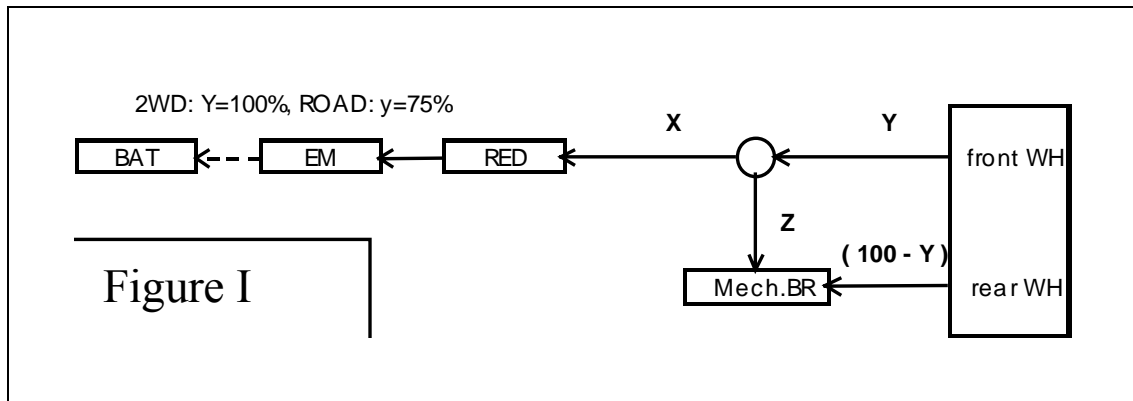 2WD: Y=100%, ROAD: y=75%
X
Y
BAT
EM
RED
front WH
Z
( 100 - Y )
Figure I
Mech.BR
rear WH